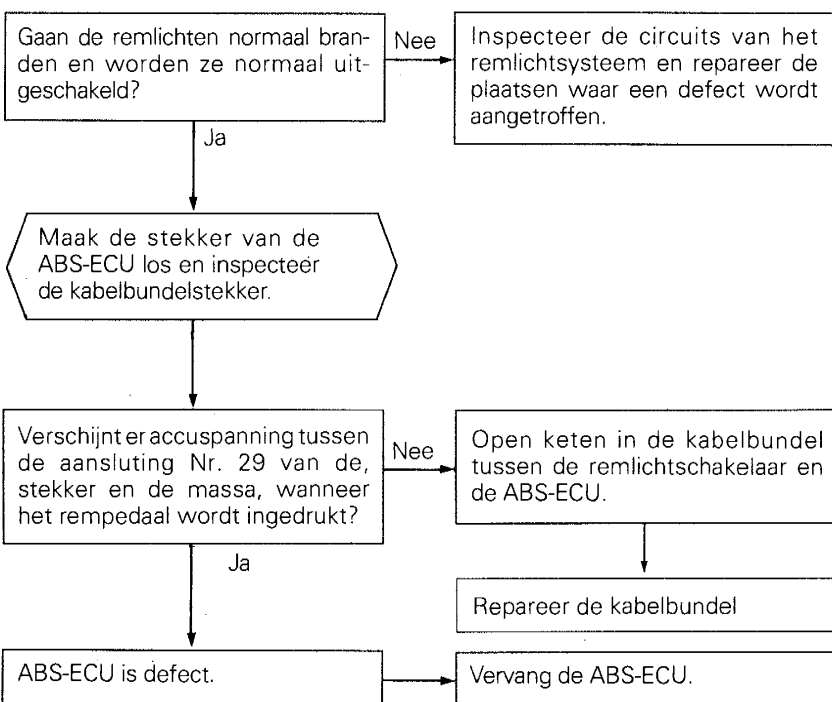 Gaan de remlichten normaal bran-
den en worden ze normaal uit-
geschakeld?
Nee
Inspecteer de circuits van het
remlichtsysteem en repareer de
plaatsen waar een defect wordt
aangetroffen.
Ja
Maak de stekker van de
ABS-ECU los en inspecteer
de kabelbundelstekker.
Verschijnt er accuspanning tussen
de aansluting Nr. 29 van de,
stekker en de massa, wanneer
het rempedaal wordt ingedrukt?
Nee
Open keten in de kabelbundel
tussen de remlichtschakelaar en
de ABS-ECU.
Ja
Repareer de kabelbundel
ABS-ECU is defect.
Vervang de ABS-ECU.